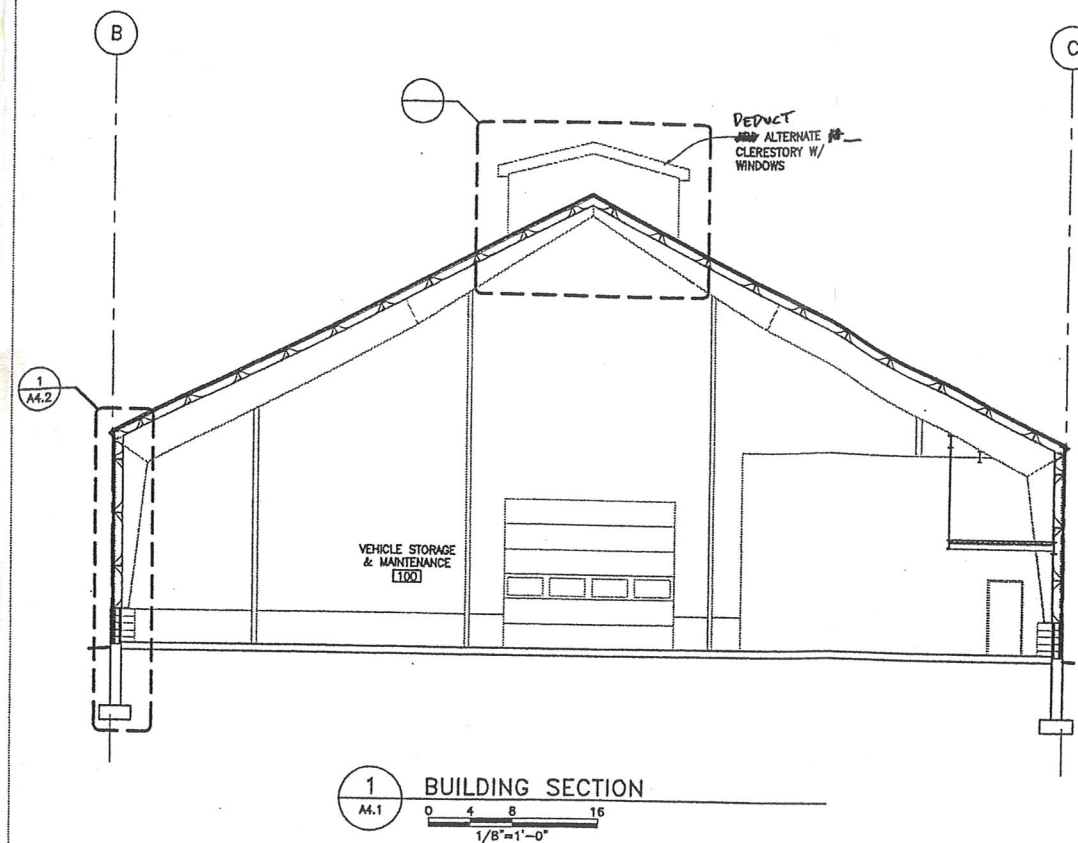 B
C
DEDUCT
ALTERNATE #_
CLERESTORY W/
WINDOWS
1
A4.2
VEHICLE STORAGE
& MAINTENANCE
100
1
A4.1
BUILDING SECTION
0 4 8 16
1/8"=1'-0"